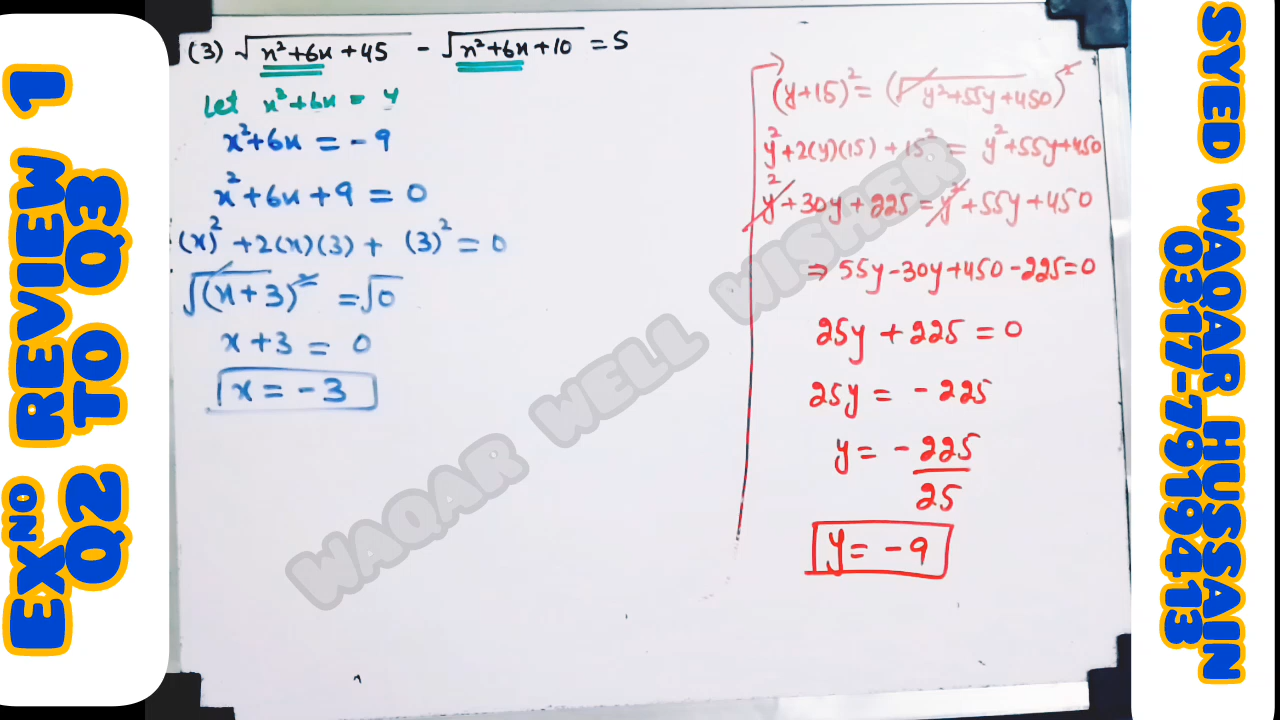 Exᴺᴼ REVIEW 1
Q2 TO Q3
(3) √(x²+6x+45) - √(x²+6x+10) = 5
Let x²+6x = y
x²+6x = -9
x²+6x+9 = 0
(x)²+2(x)(3)+(3)² = 0
√(x+3)² = √0
x+3 = 0
x = -3
(y+15)² = (√(y²+55y+450))²
y²+2(y)(15)+15² = y²+55y+450
y²+30y+225 = y²+55y+450
⇒ 55y-30y+450-225=0
25y+225=0
25y = -225
y = -225/25
y = -9
WAQAR WELL WISHER
SYED WAQAR HUSSAIN
0317-7919413